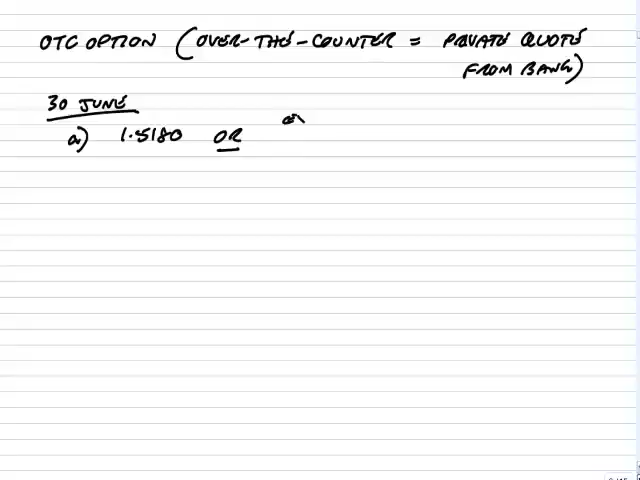 OTC OPTION (OVER-THE-COUNTER = PRIVATE QUOTE
FROM BANK)
30 JUNE
a) 1.5180 OR